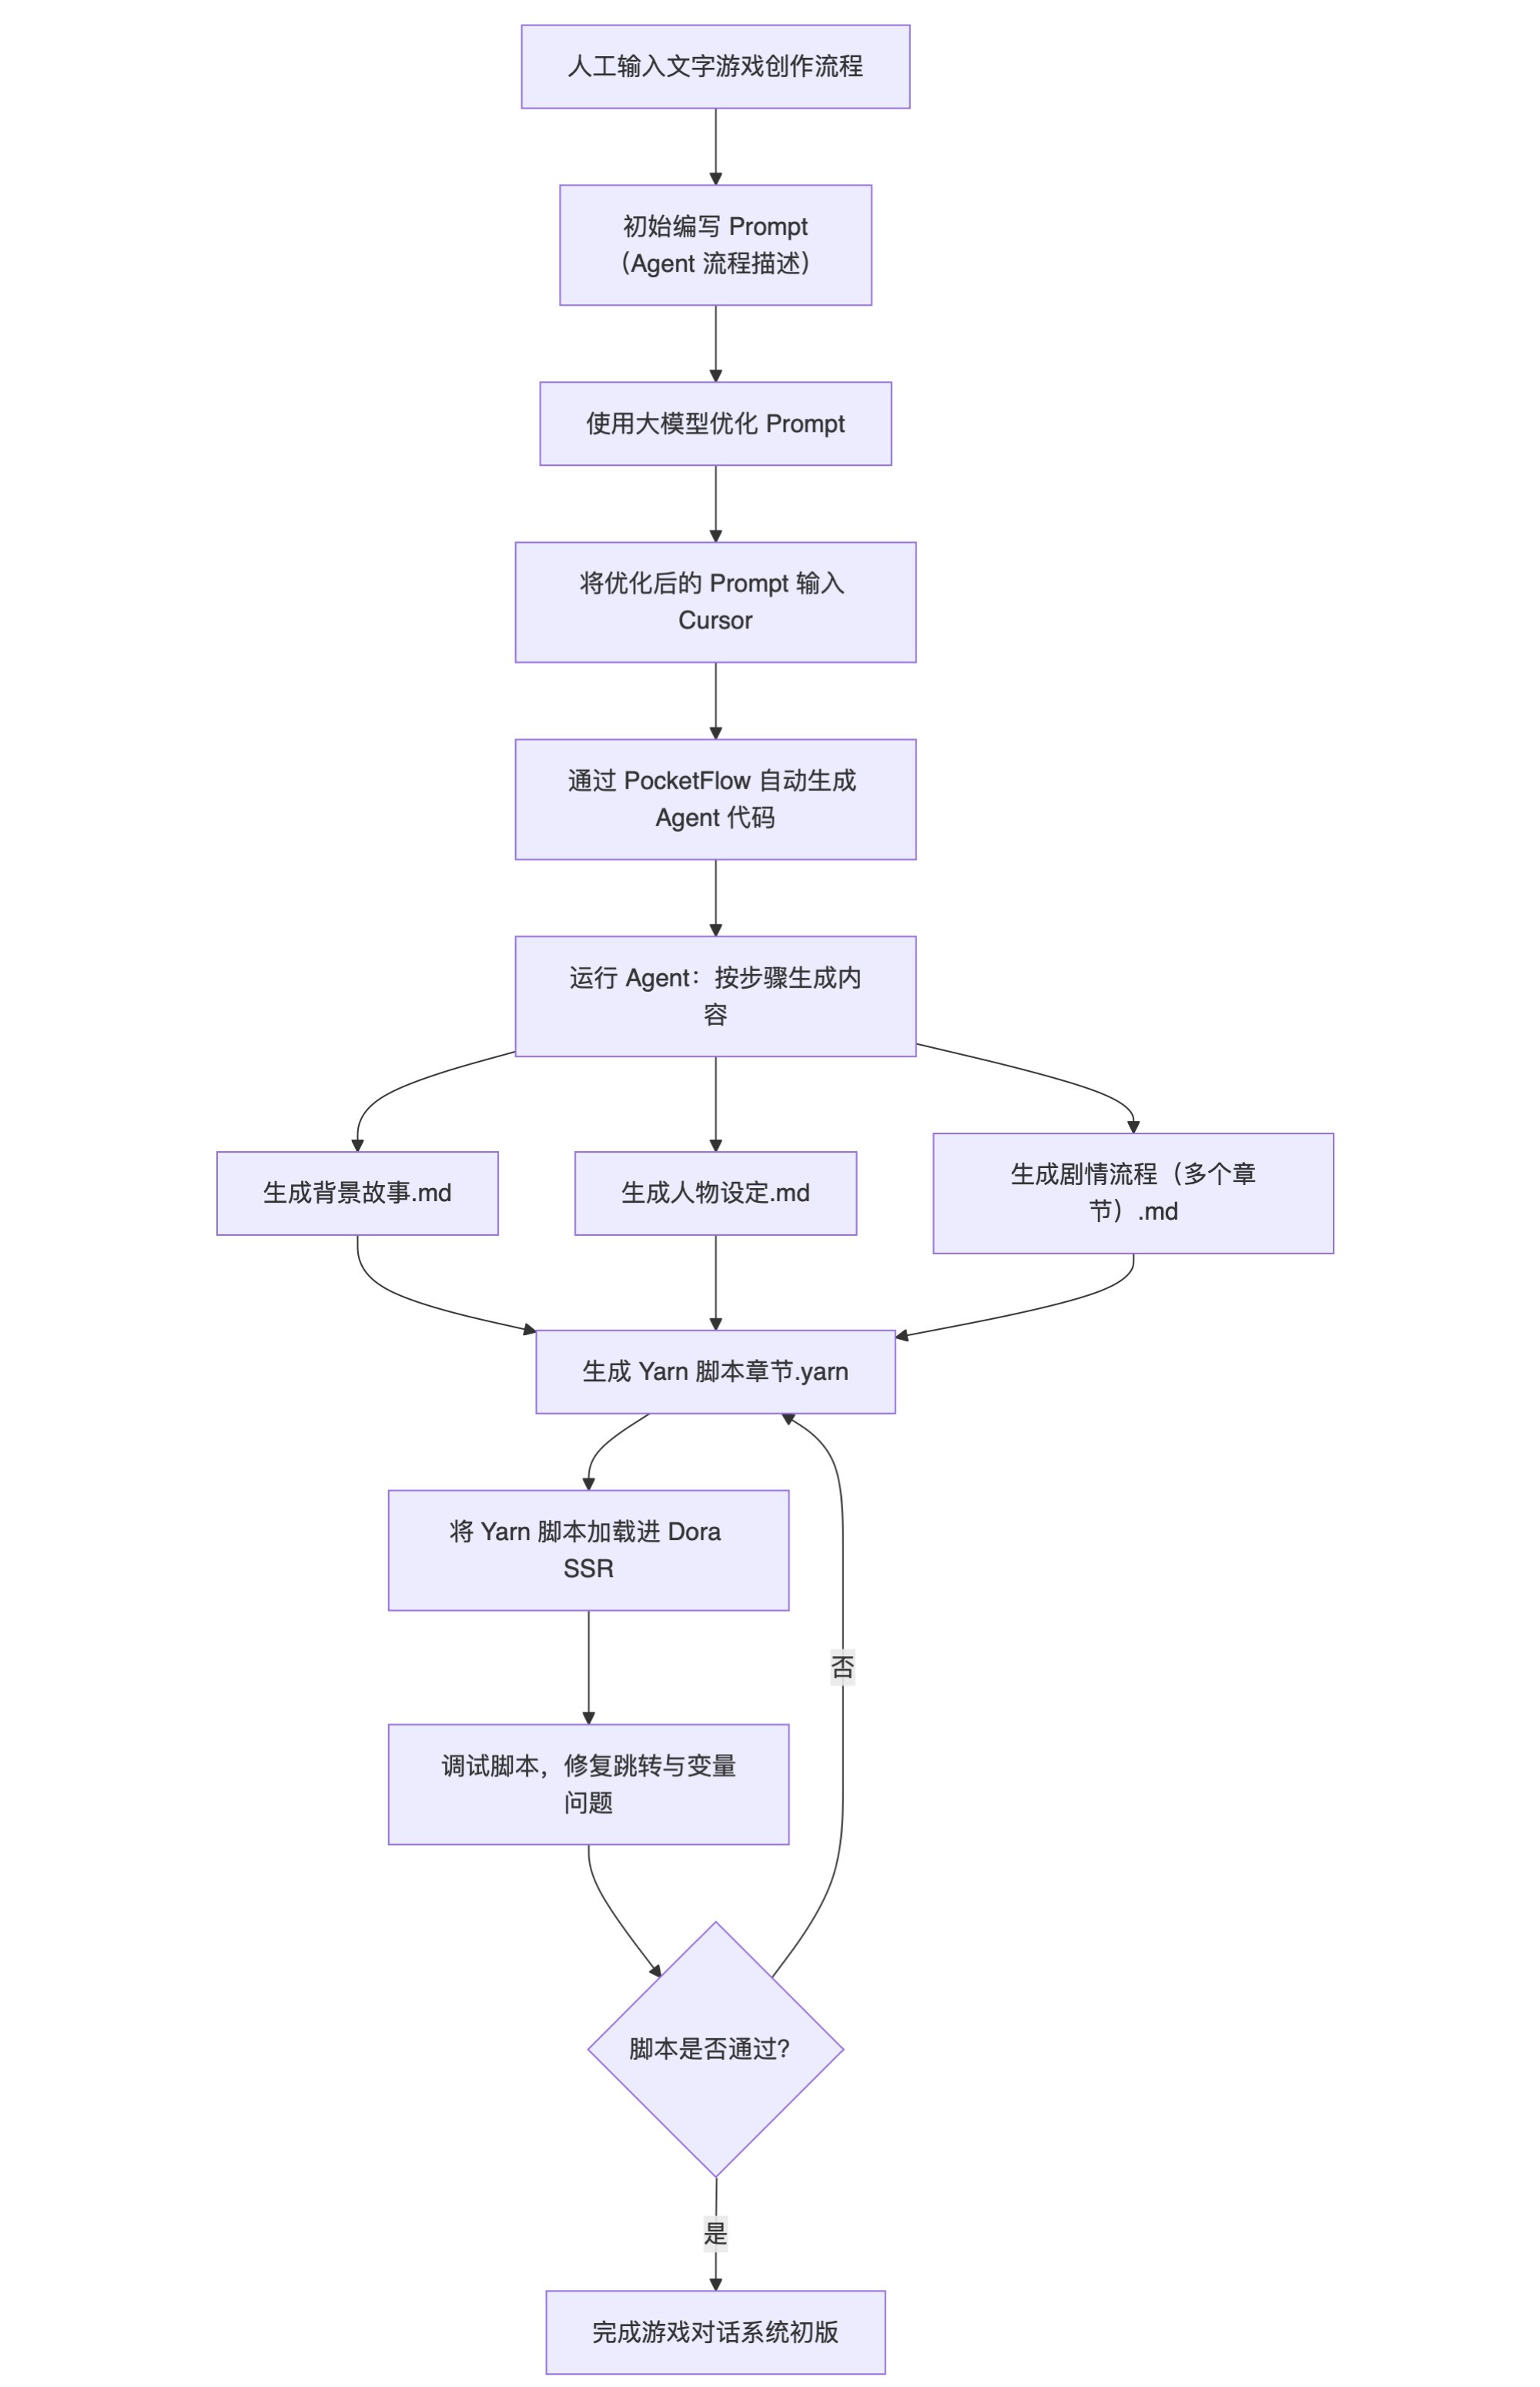 人工输入文字游戏创作流程
初始编写 Prompt
（Agent 流程描述）
使用大模型优化 Prompt
将优化后的 Prompt 输入
Cursor
通过 PocketFlow 自动生成
Agent 代码
运行 Agent：按步骤生成内
容
生成背景故事.md
生成人物设定.md
生成剧情流程（多个章
节）.md
生成 Yarn 脚本章节.yarn
将 Yarn 脚本加载进 Dora
SSR
否
调试脚本，修复跳转与变量
问题
脚本是否通过?
是
完成游戏对话系统初版